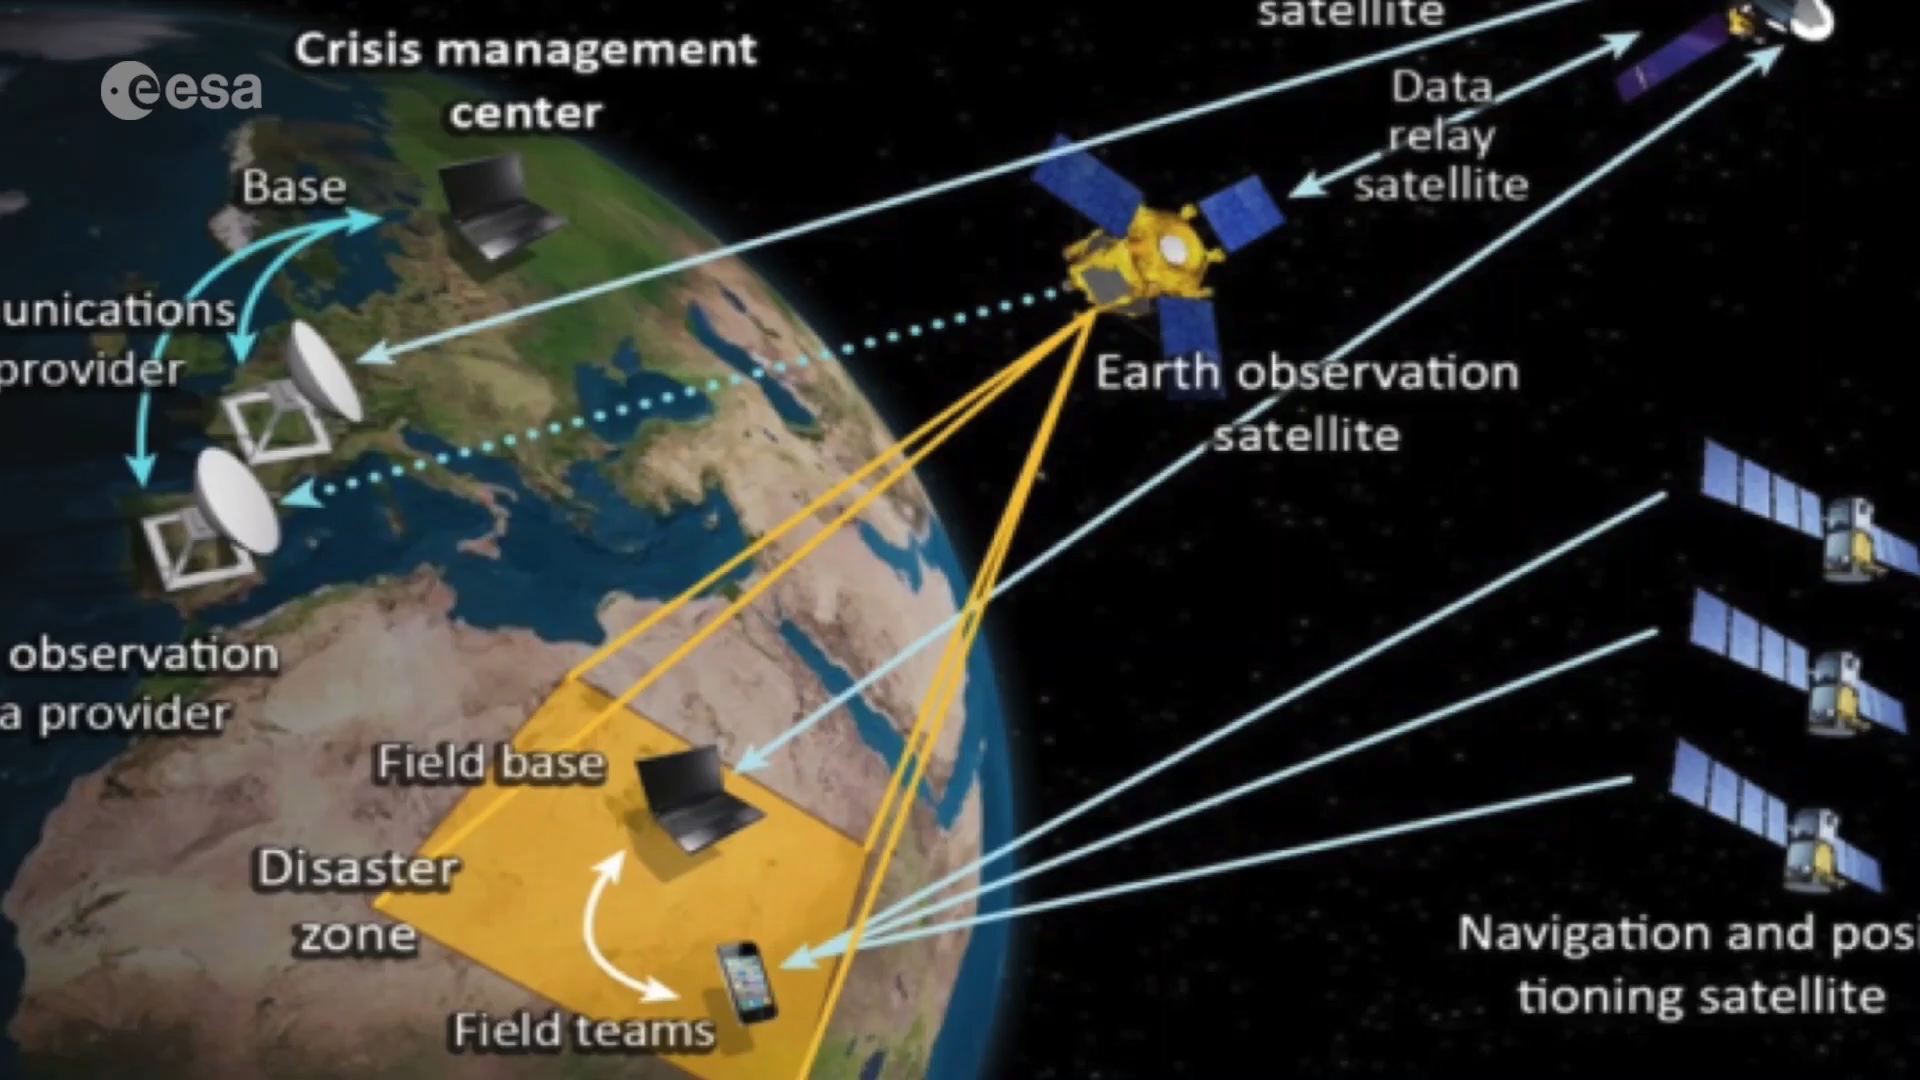 satellite
Crisis management
center
esa
Data
relay
satellite
Base
unications
provider
Earth observation
satellite
observation
a provider
Field base
Disaster
zone
Field teams
Navigation and posi
tioning satellite